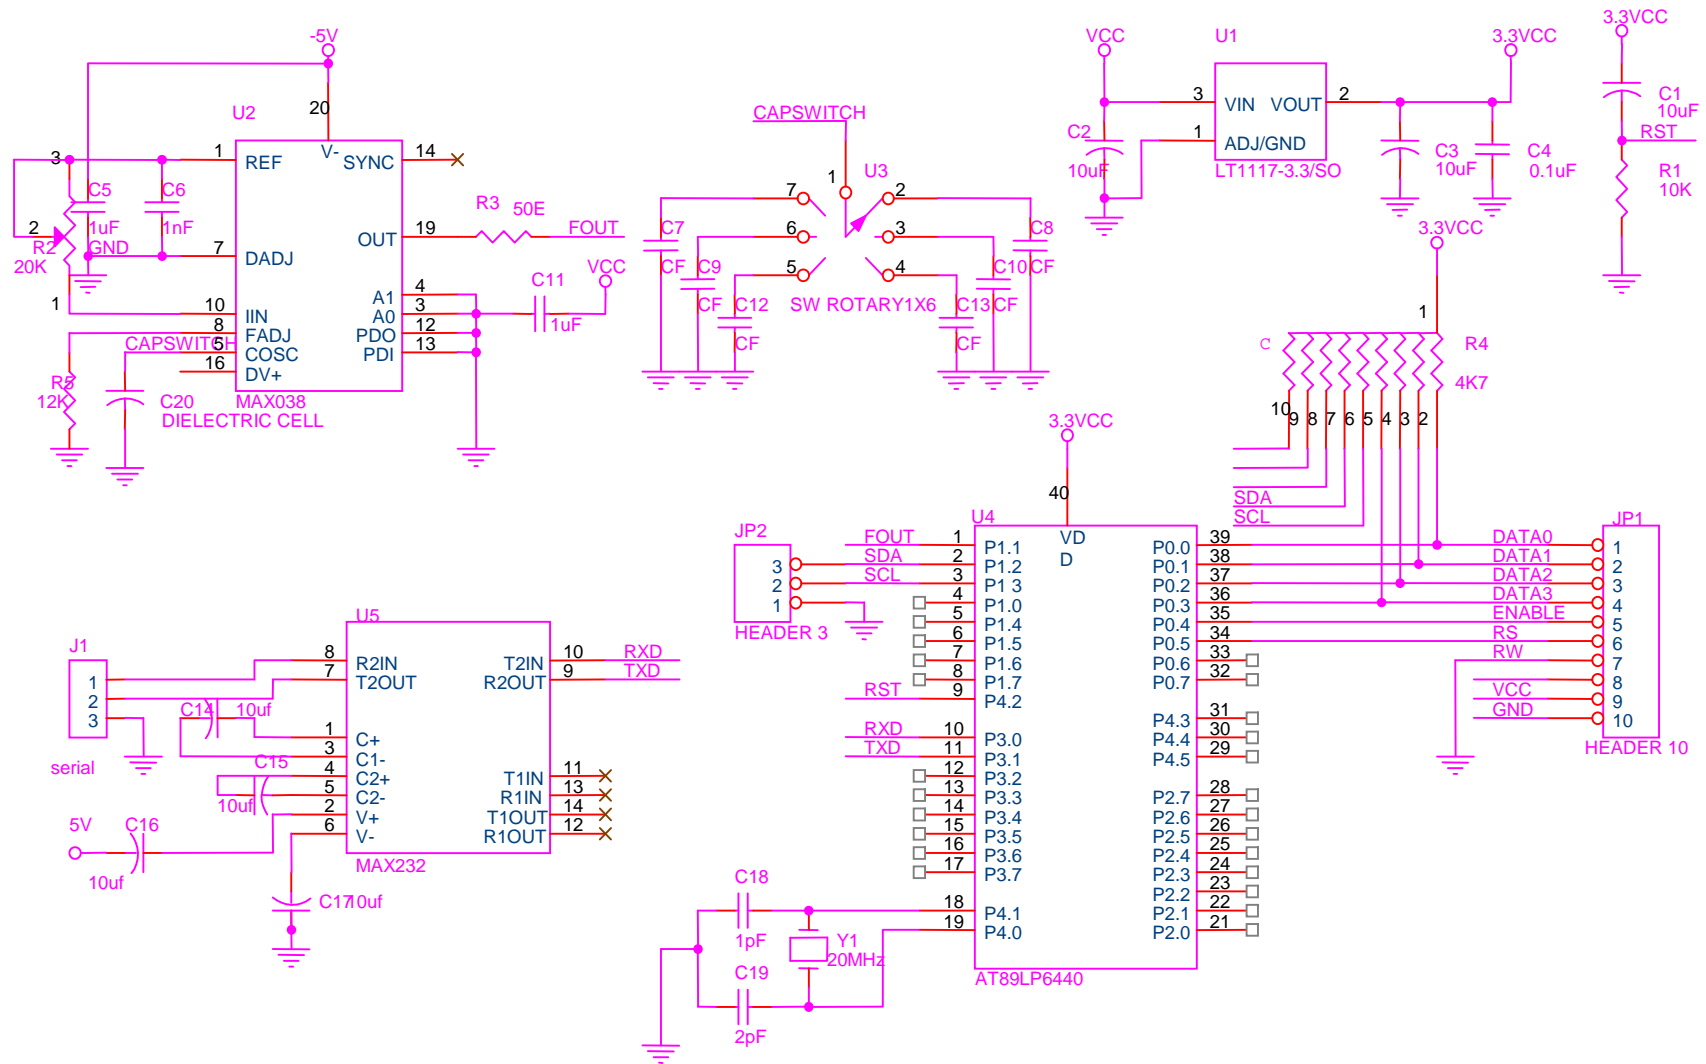 -5V
U2
20
V-
3
1
REF
SYNC
14
C5
1uF
C6
1nF
2
R2
20K
GND
7
DADJ
OUT
19
R3
50E
FOUT
1
10
IIN
8
FADJ
CAPSWITCH
5
COSC
16
DV+
A1
4
A0
3
PDO
12
PDI
13
C11
1uF
VCC
R5
12K
C20
MAX038
DIELECTRIC CELL
CAPSWITCH
1
U3
7
2
6
3
5
4
C7
CF
C9
CF
C12
CF
C8
CF
C10
CF
C13
CF
SW ROTARY1X6
VCC
U1
3.3VCC
3
VIN
VOUT
2
1
ADJ/GND
LT1117-3.3/SO
C2
10uF
C3
10uF
C4
0.1uF
3.3VCC
C1
10uF
RST
R1
10K
3.3VCC
1
C
R4
4K7
10
9
8
7
6
5
4
3
2
SDA
SCL
3.3VCC
40
U4
VD
D
JP2
3
2
1
HEADER 3
FOUT
SDA
SCL
1
P1.1
2
P1.2
3
P1 3
4
P1.0
5
P1.4
6
P1.5
7
P1.6
8
P1.7
RST
9
P4.2
RXD
10
P3.0
TXD
11
P3.1
12
P3.2
13
P3.3
14
P3.4
15
P3.5
16
P3.6
17
P3.7
18
P4.1
19
P4.0
P0.0
39
P0.1
38
P0.2
37
P0.3
36
P0.4
35
P0.5
34
P0.6
33
P0.7
32
P4.3
31
P4.4
30
P4.5
29
P2.7
28
P2.6
27
P2.5
26
P2.4
25
P2.3
24
P2.2
23
P2.1
22
P2.0
21
AT89LP6440
JP1
DATA0
1
DATA1
2
DATA2
3
DATA3
4
ENABLE
5
RS
6
RW
7
8
VCC
9
GND
10
HEADER 10
J1
1
2
3
serial
U5
8
R2IN
7
T2OUT
1
C+
3
C1-
4
C2+
5
C2-
2
V+
6
V-
T2IN
10
RXD
R2OUT
9
TXD
T1IN
11
R1IN
13
T1OUT
14
R1OUT
12
MAX232
C14
10uf
C15
10uf
5V
C16
10uf
C17
10uf
C18
1pF
Y1
20MHz
C19
2pF